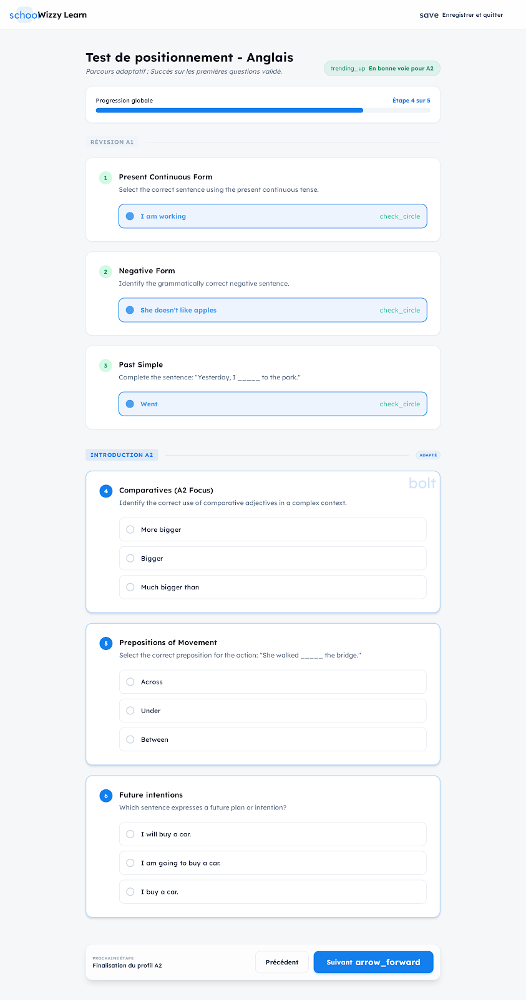 school Wizzy Learn
save Enregistrer et quitter
Test de positionnement - Anglais
Parcours adaptatif : Succès sur les premières questions validé.
trending_up En bonne voie pour A2
Progression globale
Étape 4 sur 5
RÉVISION A1
1 Present Continuous Form
Select the correct sentence using the present continuous tense.
I am working check_circle
2 Negative Form
Identify the grammatically correct negative sentence.
She doesn't like apples check_circle
3 Past Simple
Complete the sentence: "Yesterday, I _____ to the park."
Went check_circle
INTRODUCTION A2
ADAPTÉ
bolt
4 Comparatives (A2 Focus)
Identify the correct use of comparative adjectives in a complex context.
More bigger
Bigger
Much bigger than
5 Prepositions of Movement
Select the correct preposition for the action: "She walked _____ the bridge."
Across
Under
Between
6 Future intentions
Which sentence expresses a future plan or intention?
I will buy a car.
I am going to buy a car.
I buy a car.
PROCHAINE ÉTAPE
Finalisation du profil A2
Précédent
Suivant arrow_forward